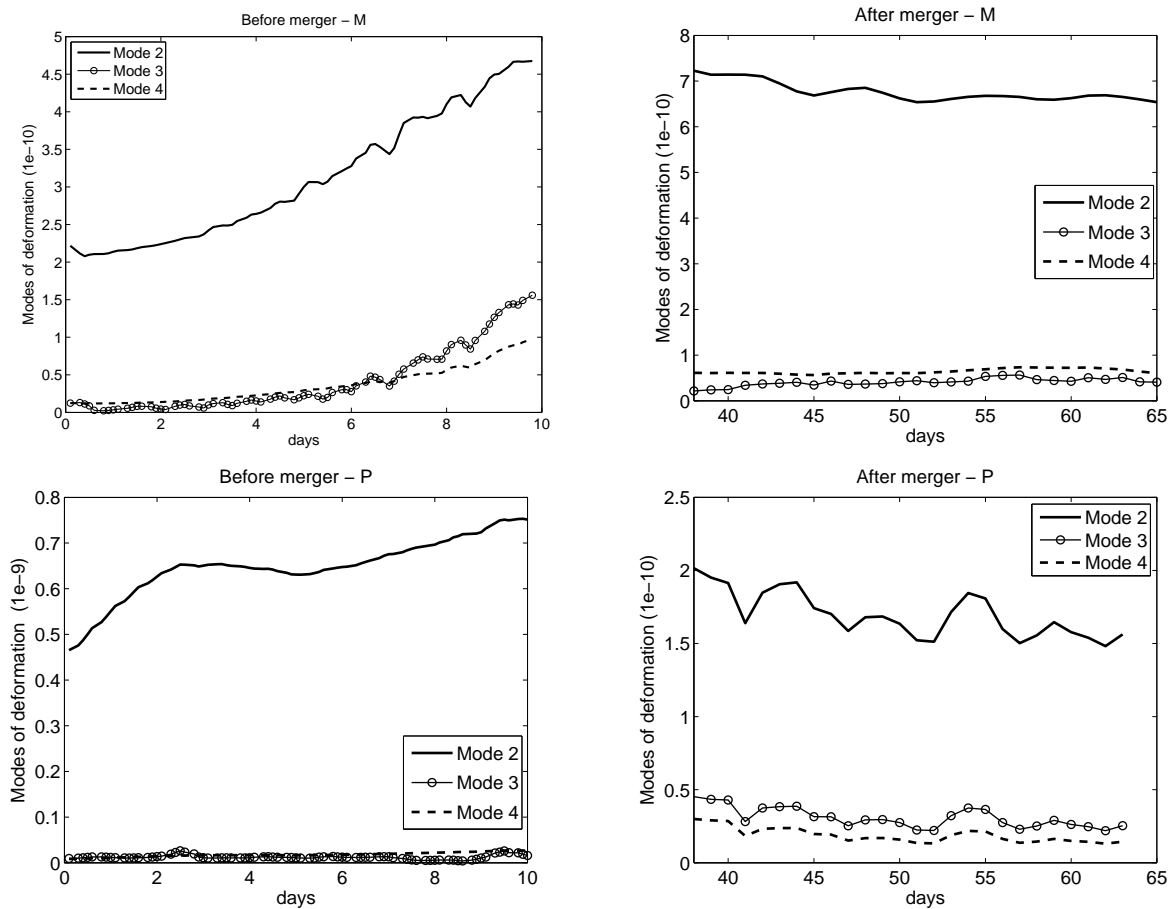 Before merger − M
Modes of deformation (1e−10)
5
4.5
4
3.5
3
2.5
2
1.5
1
0.5
0
Mode 2
Mode 3
Mode 4
0 2 4 6 8 10
days
After merger − M
Modes of deformation (1e−10)
8
7
6
5
4
3
2
1
0
Mode 2
Mode 3
Mode 4
40 45 50 55 60 65
days
Before merger − P
Modes of deformation (1e−9)
0.8
0.7
0.6
0.5
0.4
0.3
0.2
0.1
0
Mode 2
Mode 3
Mode 4
0 2 4 6 8 10
days
After merger − P
Modes of deformation (1e−10)
2.5
2
1.5
1
0.5
0
Mode 2
Mode 3
Mode 4
40 45 50 55 60 65
days